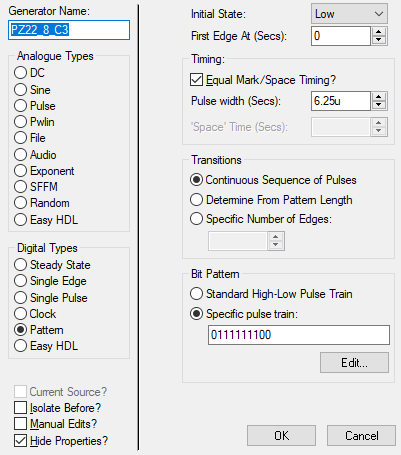 Generator Name:
PZ22_8_C3
Analogue Types
DC
Sine
Pulse
Pwlin
File
Audio
Exponent
SFFM
Random
Easy HDL
Digital Types
Steady State
Single Edge
Single Pulse
Clock
Pattern
Easy HDL
Current Source?
Isolate Before?
Manual Edits?
Hide Properties?
Initial State: Low
First Edge At (Secs): 0
Timing:
Equal Mark/Space Timing?
Pulse width (Secs): 6.25u
'Space' Time (Secs):
Transitions
Continuous Sequence of Pulses
Determine From Pattern Length
Specific Number of Edges:
Bit Pattern
Standard High-Low Pulse Train
Specific pulse train:
0111111100
Edit...
OK Cancel